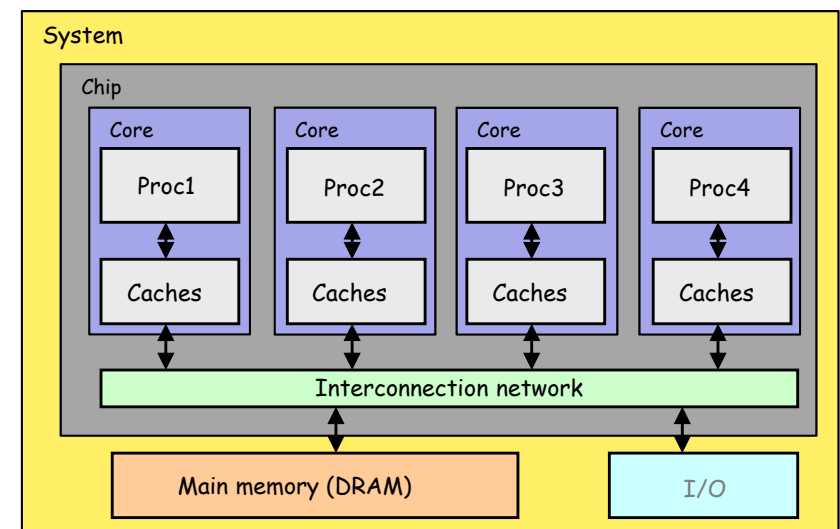 System
Chip
Core
Core
Core
Core
Proc1
Proc2
Proc3
Proc4
Caches
Caches
Caches
Caches
Interconnection network
Main memory (DRAM)
I/O